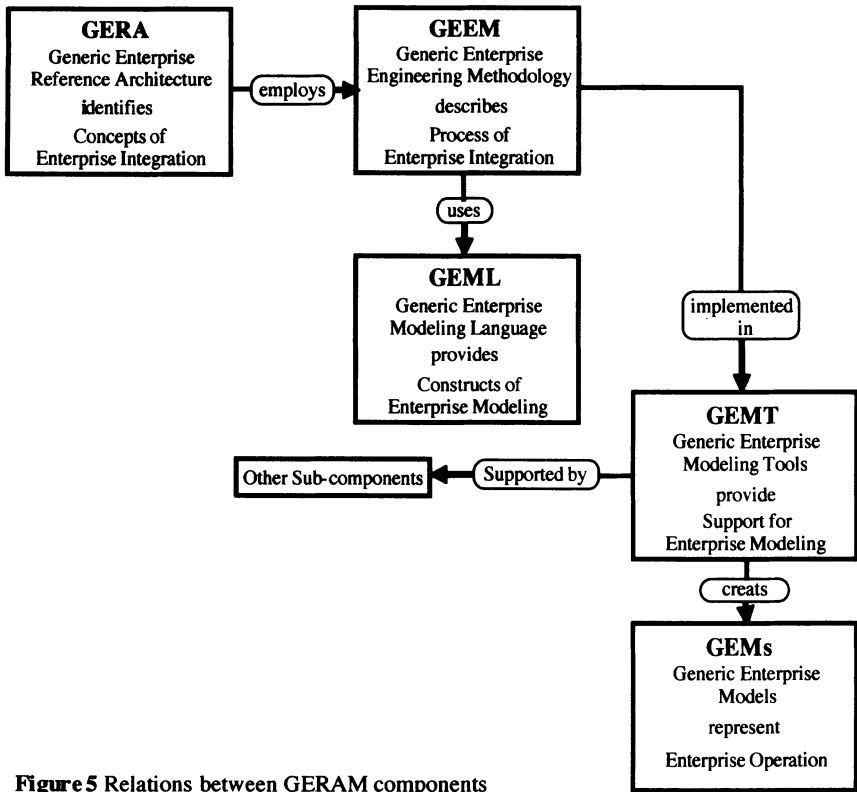 GERA
Generic Enterprise
Reference Architecture
identifies
Concepts of
Enterprise Integration
employs
GEEM
Generic Enterprise
Engineering Methodology
describes
Process of
Enterprise Integration
uses
GEML
Generic Enterprise
Modeling Language
provides
Constructs of
Enterprise Modeling
implemented
in
GEMT
Generic Enterprise
Modeling Tools
provide
Support for
Enterprise Modeling
Supported by
Other Sub-components
creats
GEMs
Generic Enterprise
Models
represent
Enterprise Operation
Figure 5 Relations between GERAM components